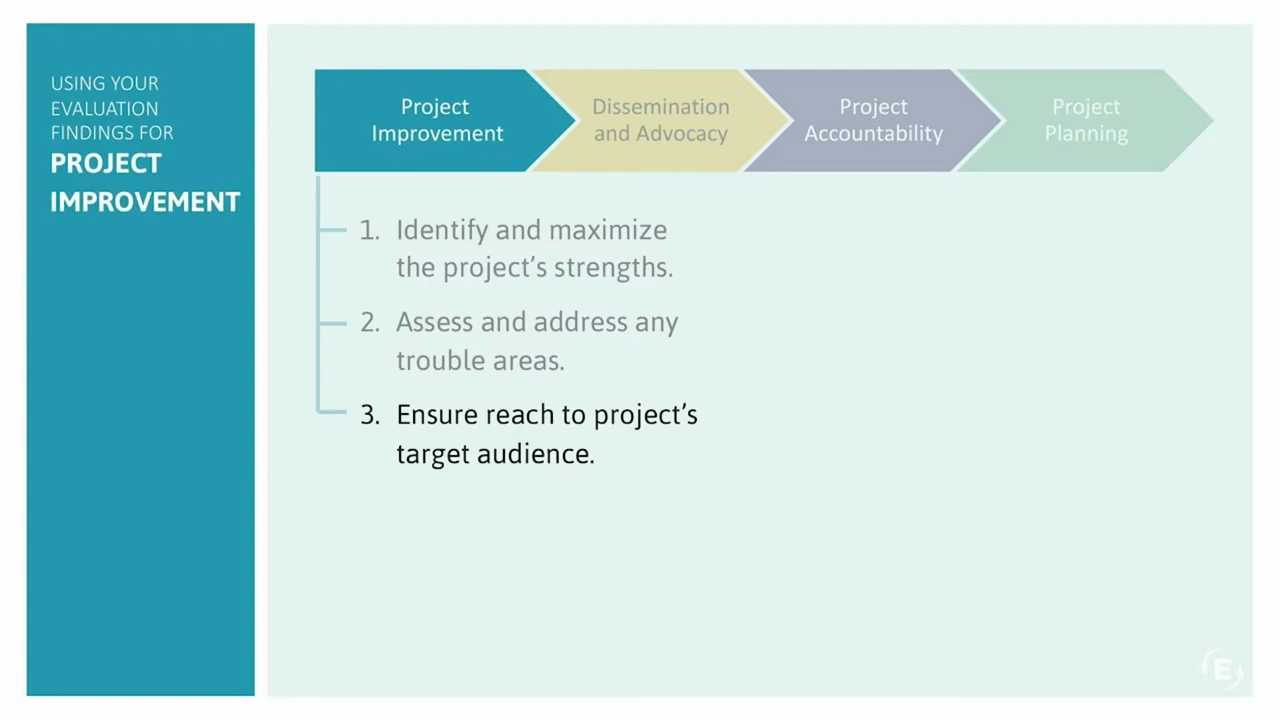 USING YOUR
EVALUATION
FINDINGS FOR
PROJECT
IMPROVEMENT
Project
Improvement
Dissemination
and Advocacy
Project
Accountability
Project
Planning
1. Identify and maximize
the project’s strengths.
2. Assess and address any
trouble areas.
3. Ensure reach to project’s
target audience.
E